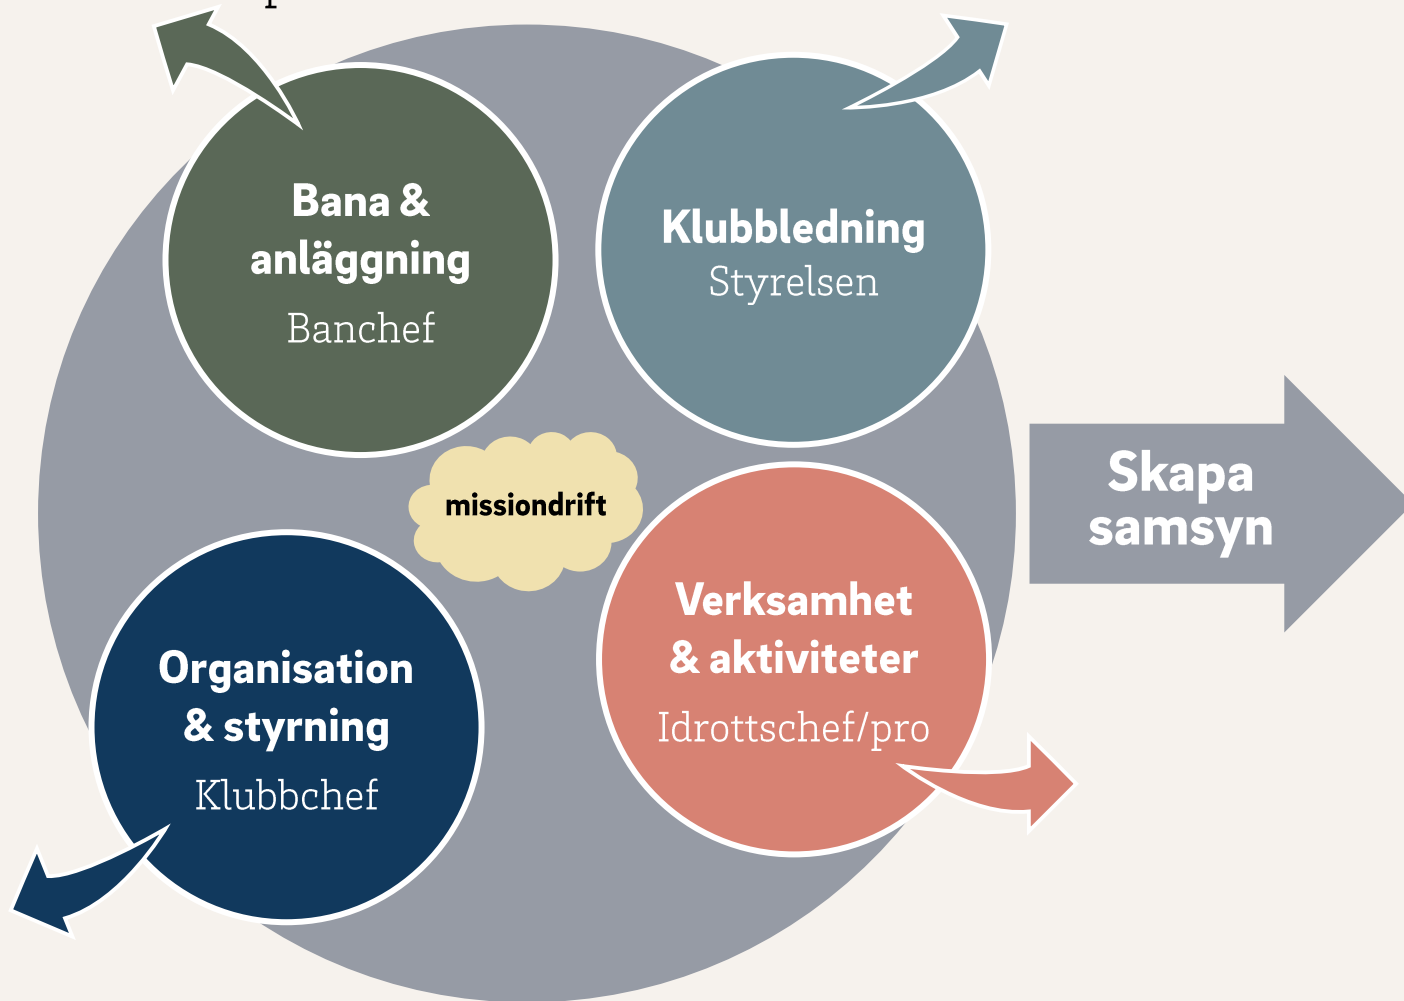 Bana &
anläggning
Banchef
Klubbledning
Styrelsen
missiondrift
Skapa
samsyn
Organisation
& styrning
Klubbchef
Verksamhet
& aktiviteter
Idrottschef/pro